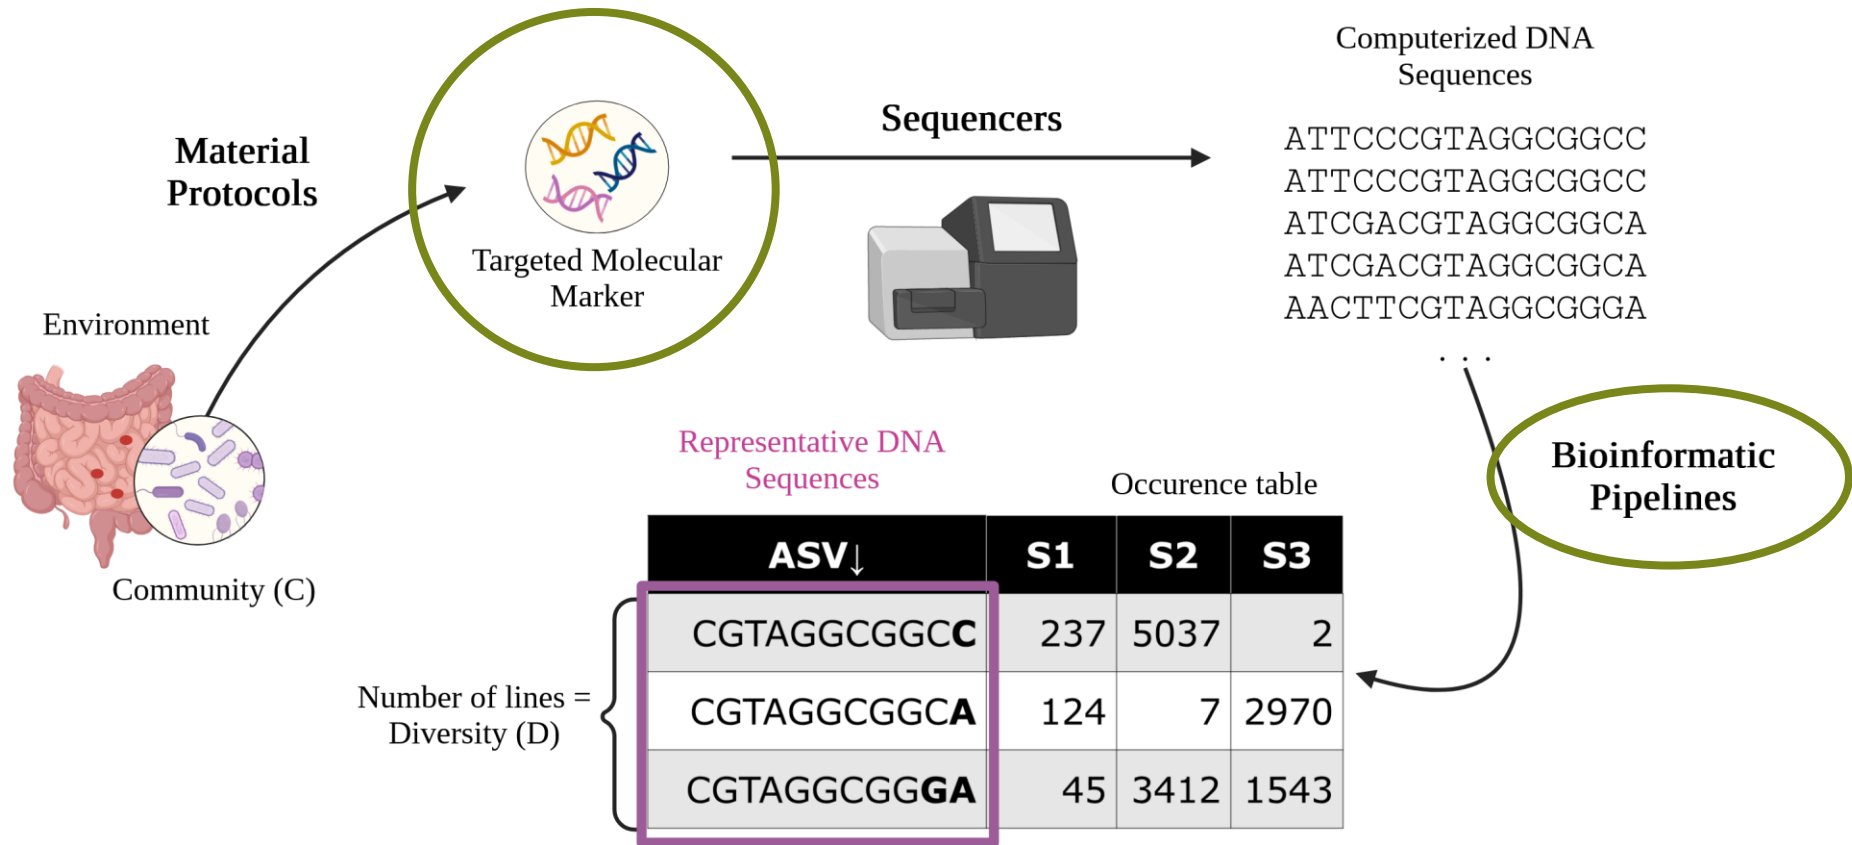 Computerized DNA
Sequences
Material
Protocols
Sequencers
ATTCCCGTAGGCGGCC
ATTCCCGTAGGCGGCC
ATCGACGTAGGCGGCA
ATCGACGTAGGCGGCA
AACTTCGTAGGCGGGA
. . .
Targeted Molecular
Marker
Environment
Community (C)
Bioinformatic
Pipelines
Representative DNA
Sequences
Occurence table
ASV↓ S1 S2 S3
CGTAGGCGGCC 237 5037 2
CGTAGGCGGCA 124 7 2970
CGTAGGCGGGA 45 3412 1543
Number of lines =
Diversity (D)